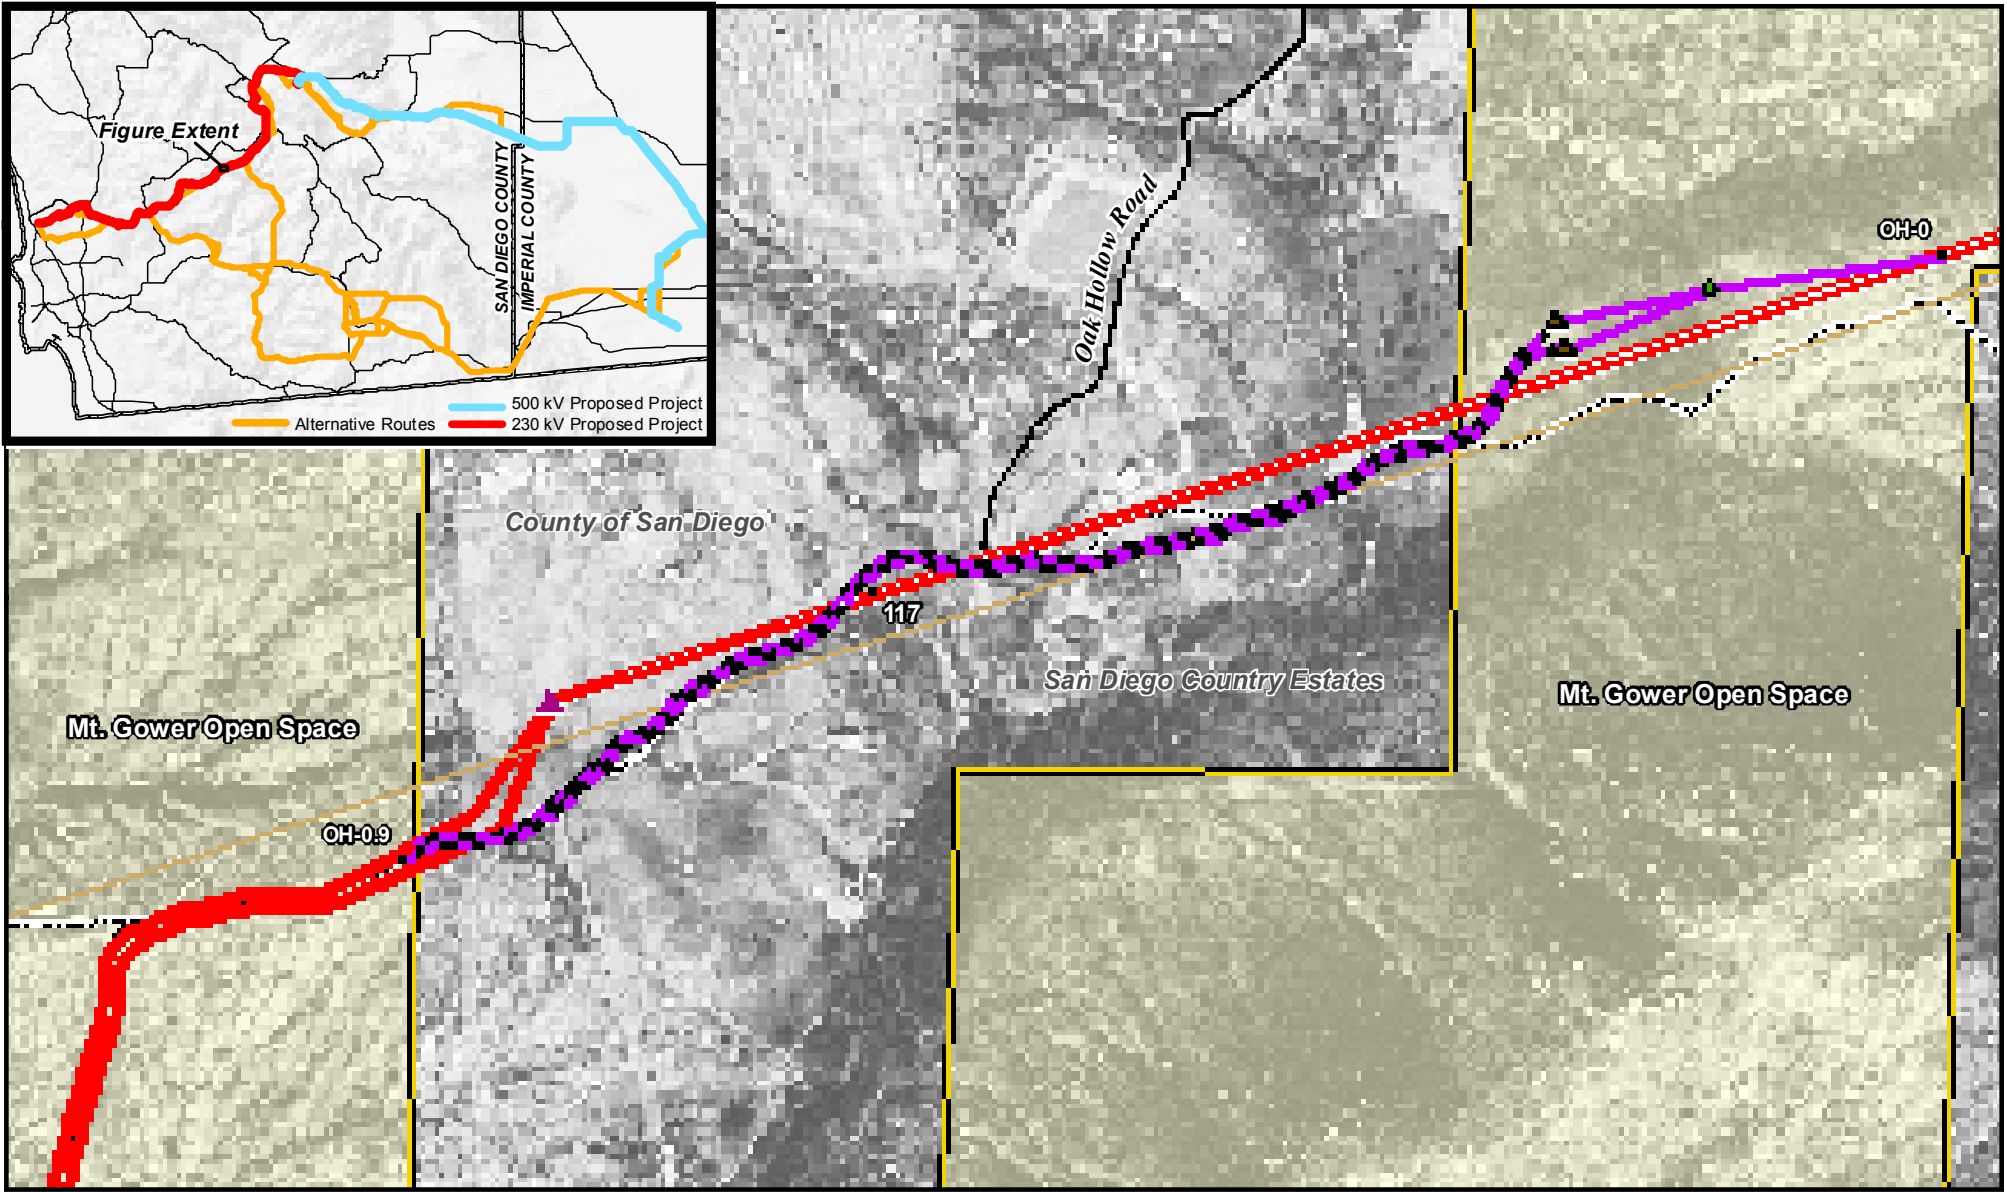 Figure Extent
SAN DIEGO COUNTY
IMPERIAL COUNTY
500 kV Proposed Project
Alternative Routes
230 kV Proposed Project
Oak Hollow Road
OH-0
County of San Diego
117
San Diego Country Estates
Mt. Gower Open Space
Mt. Gower Open Space
OH-0.9